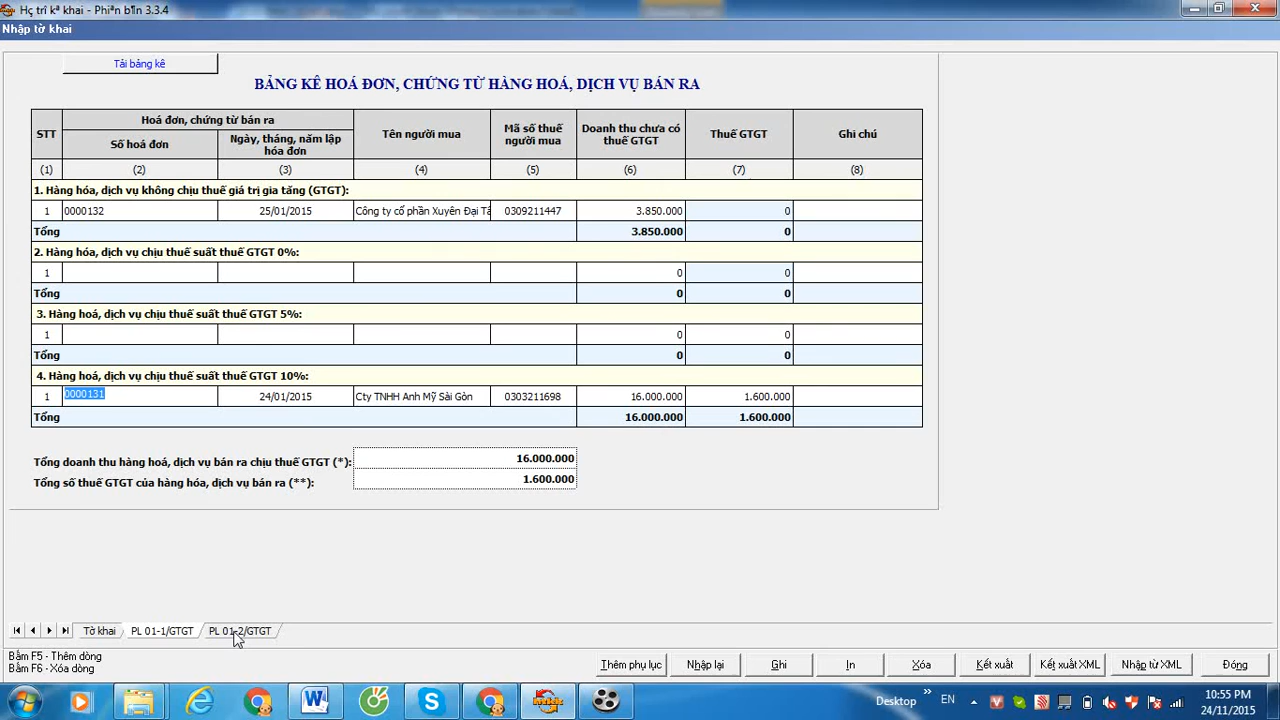 Hç trî kª khai - Phiªn b¶n 3.3.4
Nhập tờ khai
Tải bảng kê
BẢNG KÊ HOÁ ĐƠN, CHỨNG TỪ HÀNG HOÁ, DỊCH VỤ BÁN RA
STT
Hoá đơn, chứng từ bán ra
Số hoá đơn
Ngày, tháng, năm lập
hóa đơn
Tên người mua
Mã số thuế
người mua
Doanh thu chưa có
thuế GTGT
Thuế GTGT
Ghi chú
(1) (2) (3) (4) (5) (6) (7) (8)
1. Hàng hóa, dịch vụ không chịu thuế giá trị gia tăng (GTGT):
1 0000132 25/01/2015 Công ty cổ phần Xuyên Đại Tâ 0309211447 3.850.000 0
Tổng 3.850.000 0
2. Hàng hóa, dịch vụ chịu thuế suất thuế GTGT 0%:
1 0 0
Tổng 0 0
3. Hàng hoá, dịch vụ chịu thuế suất thuế GTGT 5%:
1 0 0
Tổng 0 0
4. Hàng hoá, dịch vụ chịu thuế suất thuế GTGT 10%:
1 0000131 24/01/2015 Cty TNHH Anh Mỹ Sài Gòn 0303211698 16.000.000 1.600.000
Tổng 16.000.000 1.600.000
Tổng doanh thu hàng hoá, dịch vụ bán ra chịu thuế GTGT (*): 16.000.000
Tổng số thuế GTGT của hàng hóa, dịch vụ bán ra (**): 1.600.000
Tờ khai PL 01-1/GTGT PL 01-2/GTGT
Bấm F5 - Thêm dòng
Bấm F6 - Xóa dòng
Thêm phụ lục Nhập lại Ghi In Xóa Kết xuất Kết xuất XML Nhập từ XML Đóng
Desktop » EN 10:55 PM
24/11/2015